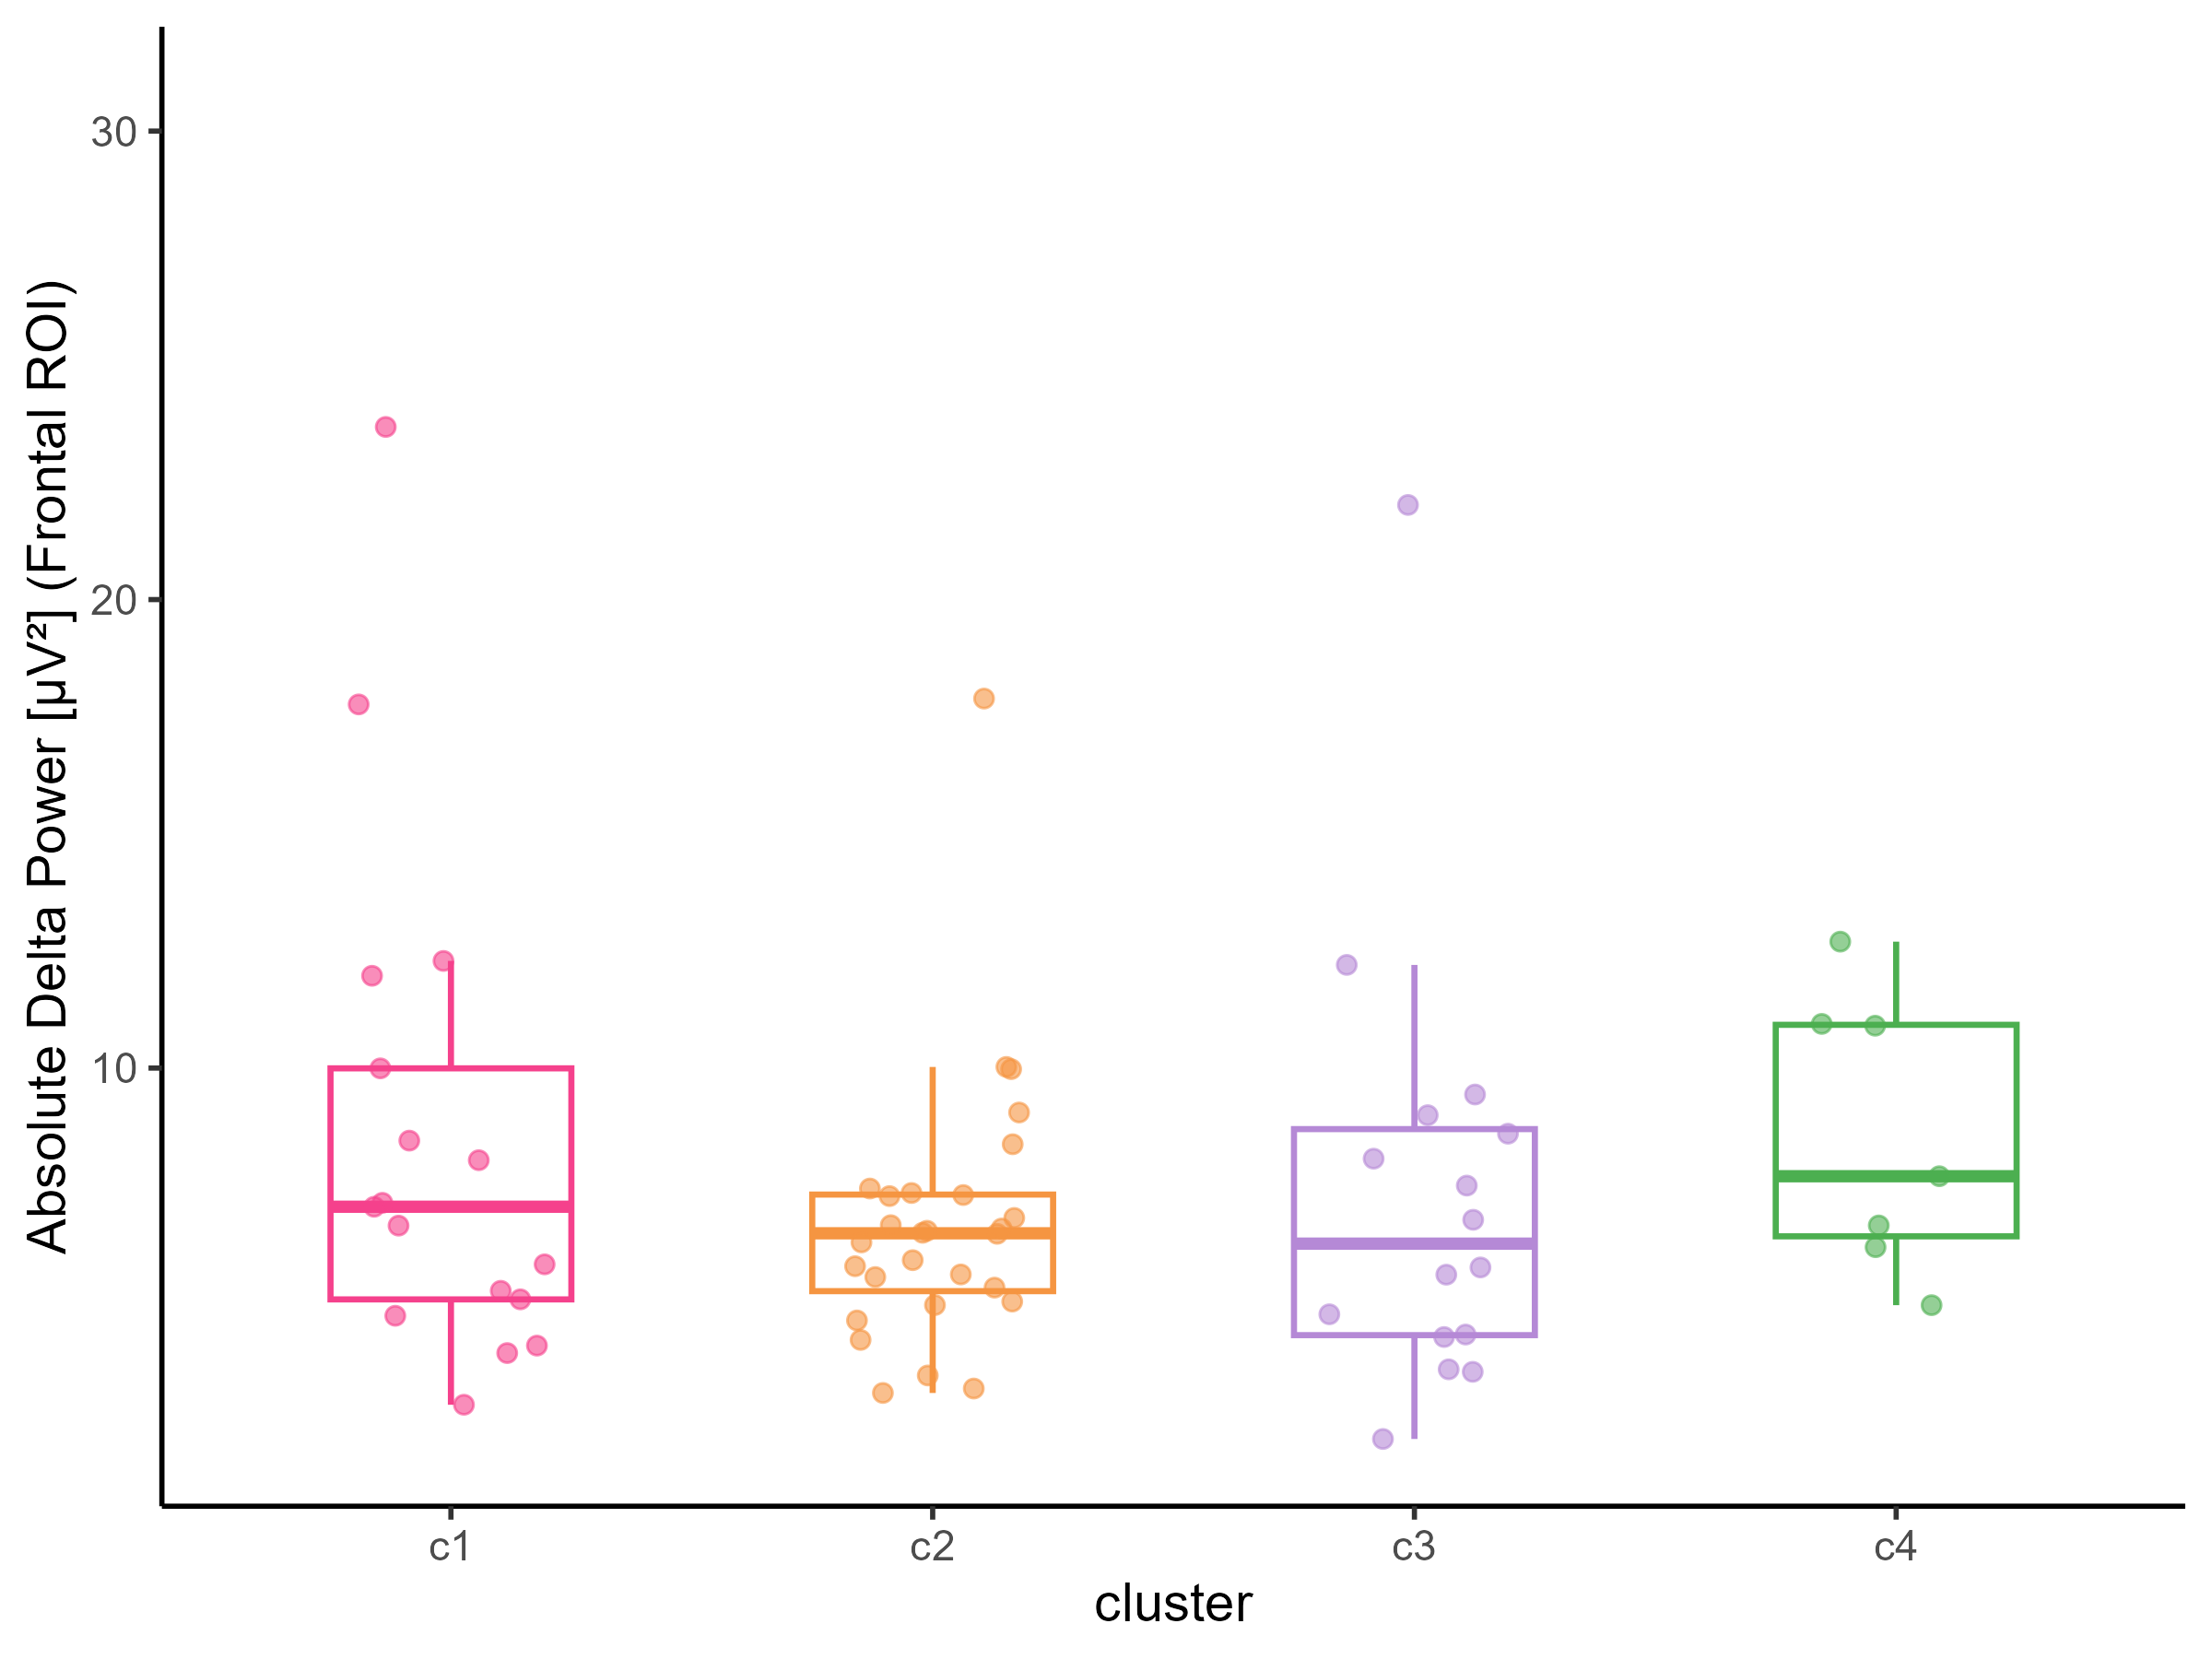 Absolute Delta Power [µV²] (Frontal ROI)
30
20
10
c1 c2 c3 c4
cluster